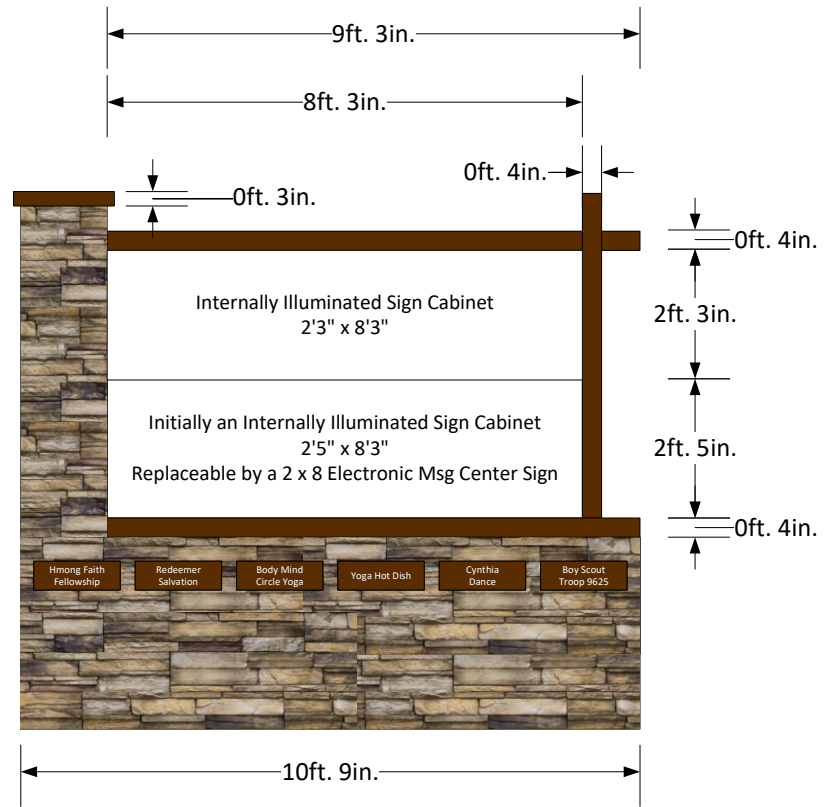 9ft. 3in.
8ft. 3in.
0ft. 4in.
0ft. 3in.
0ft. 4in.
Internally Illuminated Sign Cabinet
2'3" x 8'3"
2ft. 3in.
Initially an Internally Illuminated Sign Cabinet
2'5" x 8'3"
Replaceable by a 2 x 8 Electronic Msg Center Sign
2ft. 5in.
0ft. 4in.
Hmong Faith
Fellowship
Redeemer
Salvation
Body Mind
Circle Yoga
Yoga Hot Dish
Cynthia
Dance
Boy Scout
Troop 9625
10ft. 9in.